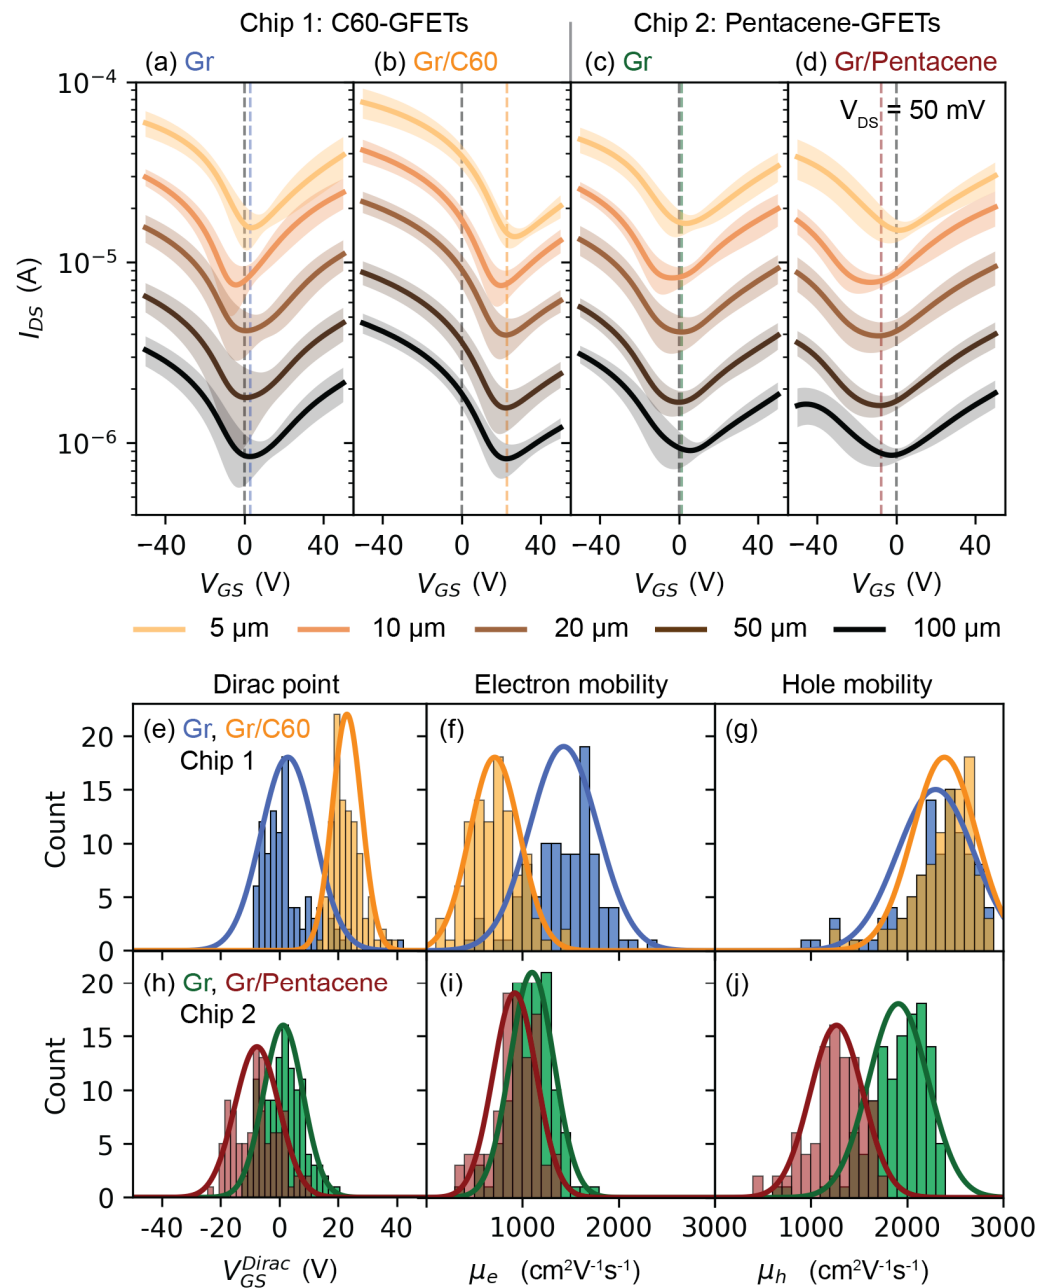 Chip 1: C60-GFETs Chip 2: Pentacene-GFETs
(a) Gr (b) Gr/C60 (c) Gr (d) Gr/Pentacene
V_DS = 50 mV
10⁻⁴
10⁻⁵
10⁻⁶
I_DS (A)
−40 0 40 −40 0 40 −40 0 40 −40 0 40
V_GS (V) V_GS (V) V_GS (V) V_GS (V)
5 µm 10 µm 20 µm 50 µm 100 µm
Dirac point Electron mobility Hole mobility
(e) Gr, Gr/C60 (f) (g)
Chip 1
20
15
10
5
0
Count
(h) Gr, Gr/Pentacene (i) (j)
Chip 2
20
15
10
5
0
Count
-40 -20 0 20 40 1000 2000 3000 1000 2000 3000
V_GS^Dirac (V) µ_e (cm²V⁻¹s⁻¹) µ_h (cm²V⁻¹s⁻¹)